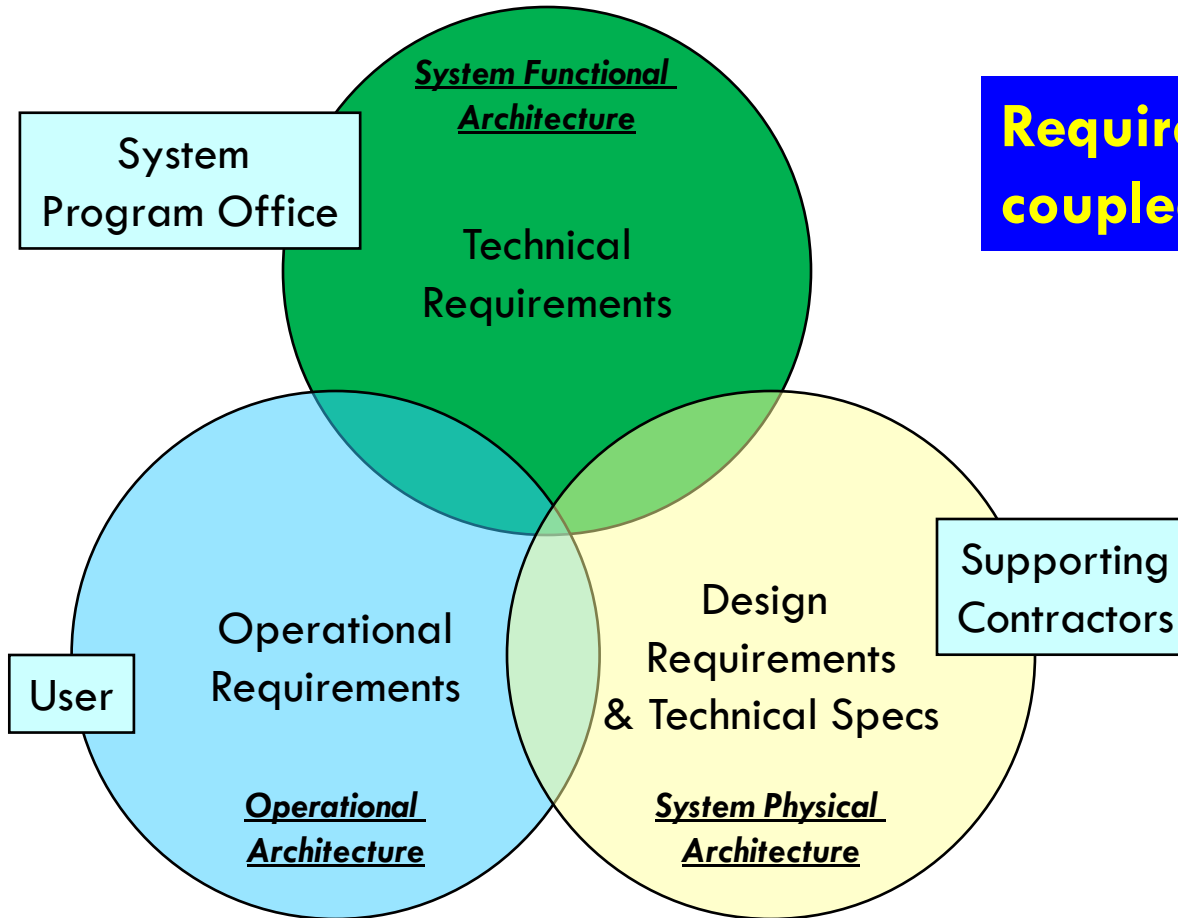 System Functional
Architecture
System
Program Office
Technical
Requirements
Operational
Requirements
User
Design
Requirements
& Technical Specs
Supporting
Contractors
Operational
Architecture
System Physical
Architecture